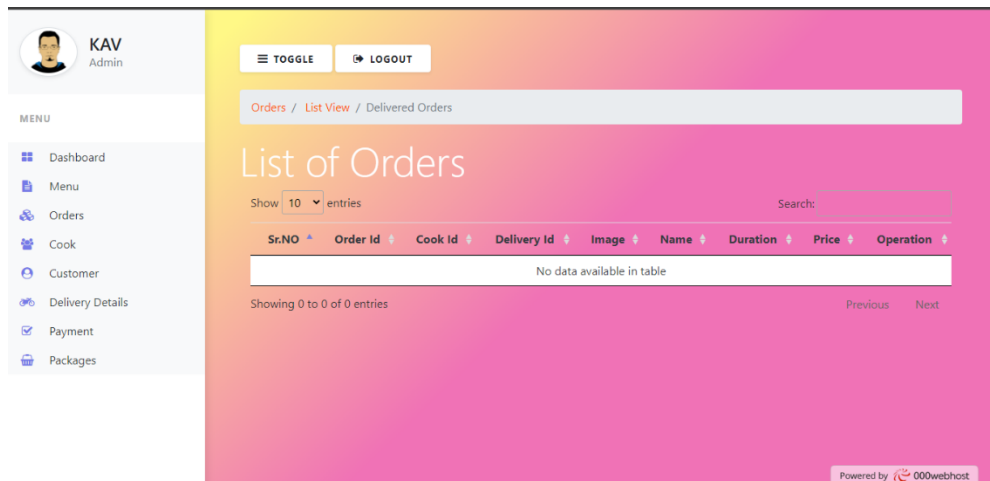 KAV
Admin
MENU
Dashboard
Menu
Orders
Cook
Customer
Delivery Details
Payment
Packages
TOGGLE
LOGOUT
Orders / List View / Delivered Orders
List of Orders
Show 10 entries
Search:
Sr.NO Order Id Cook Id Delivery Id Image Name Duration Price Operation
No data available in table
Showing 0 to 0 of 0 entries
Previous Next
Powered by 000webhost